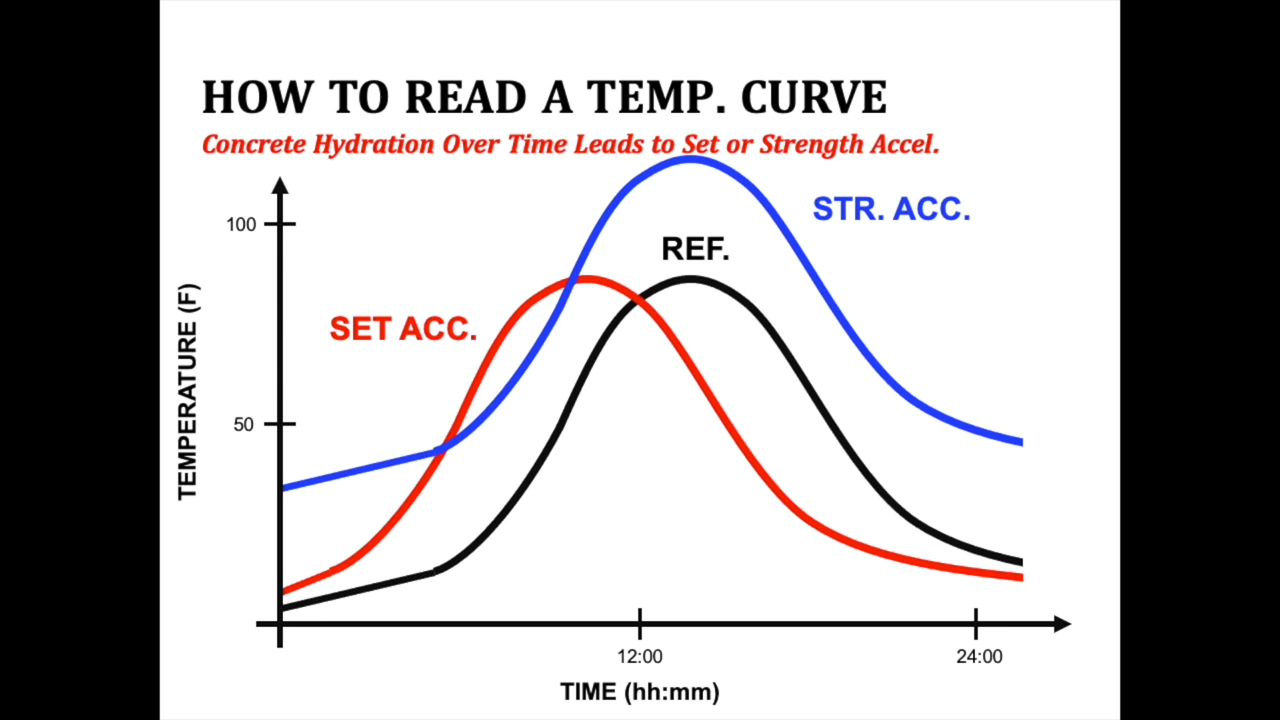 HOW TO READ A TEMP. CURVE
Concrete Hydration Over Time Leads to Set or Strength Accel.
STR. ACC.
100
REF.
SET ACC.
TEMPERATURE (F)
50
12:00
24:00
TIME (hh:mm)